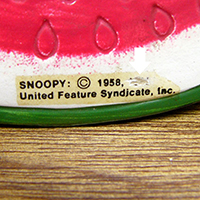 SNOOPY: © 1958,
United Feature Syndicate, Inc.